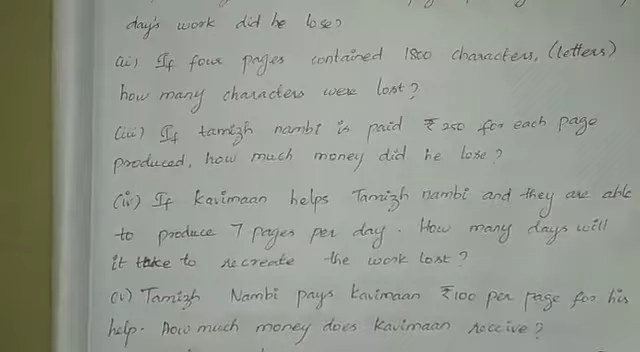 day's work did he lose?
(ii) If four pages contained 1800 characters, (letters)
how many characters were lost?
(iii) If tamizh nambi is paid ₹ 250 for each page
produced, how much money did he lose?
(iv) If Kavimaan helps Tamizh nambi and they are able
to produce 7 pages per day. How many days will
it take to recreate the work lost?
(v) Tamizh Nambi pays kavimaan ₹100 per page for his
help. How much money does kavimaan receive?